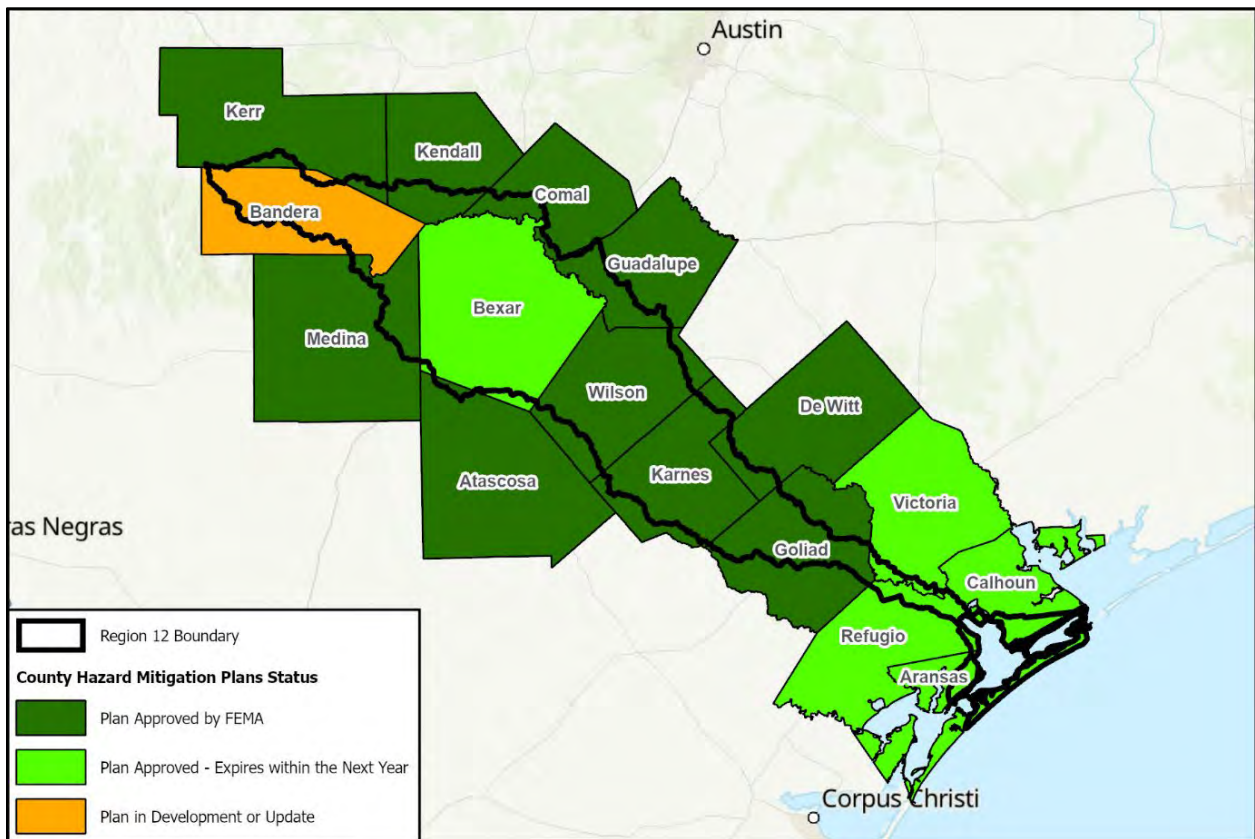 Austin
Kerr
Kendall
Comal
Bandera
Guadalupe
Bexar
Medina
Wilson
De Witt
Atascosa
Karnes
Victoria
ras Negras
Goliad
Calhoun
Refugio
Aransas
Corpus Christi
Region 12 Boundary
County Hazard Mitigation Plans Status
Plan Approved by FEMA
Plan Approved - Expires within the Next Year
Plan in Development or Update